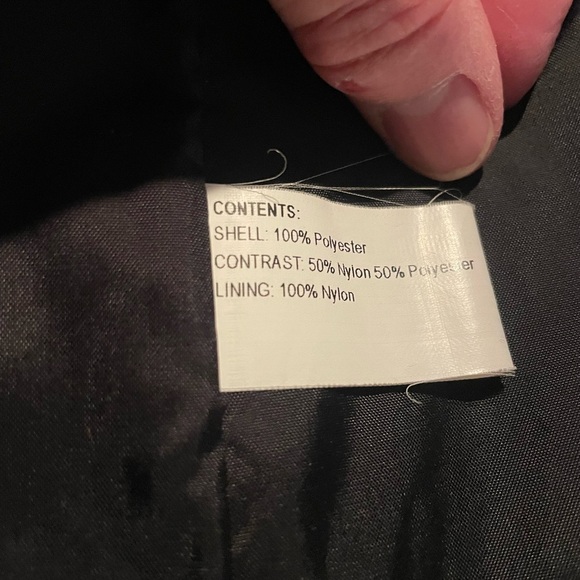 CONTENTS:
SHELL: 100% Polyester
CONTRAST: 50% Nylon 50% Polyester
LINING: 100% Nylon